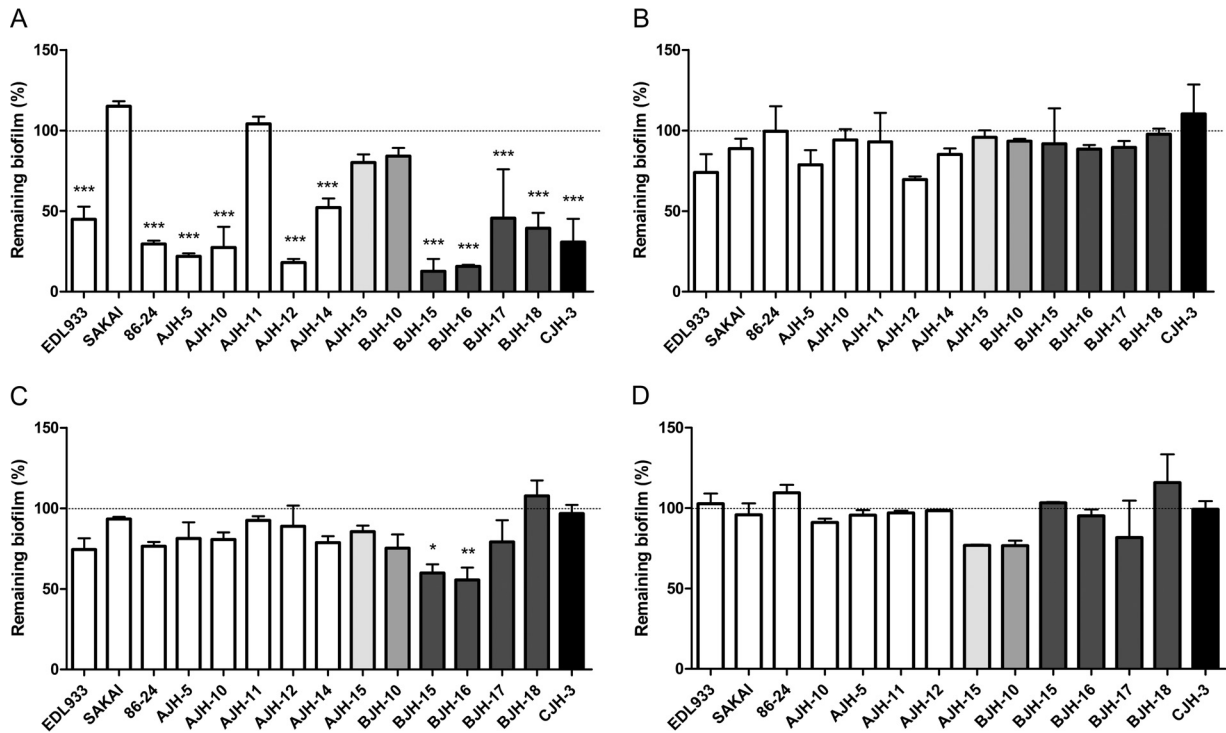 A
Remaining biofilm (%)
150
100
50
0
*** *** *** *** *** *** *** *** *** *** ***
EDL933 SAKAI 86-24 AJH-5 AJH-10 AJH-11 AJH-12 AJH-14 AJH-15 BJH-10 BJH-15 BJH-16 BJH-17 BJH-18 CJH-3
B
Remaining biofilm (%)
150
100
50
0
EDL933 SAKAI 86-24 AJH-5 AJH-10 AJH-11 AJH-12 AJH-14 AJH-15 BJH-10 BJH-15 BJH-16 BJH-17 BJH-18 CJH-3
C
Remaining biofilm (%)
150
100
50
0
* **
EDL933 SAKAI 86-24 AJH-5 AJH-10 AJH-11 AJH-12 AJH-14 AJH-15 BJH-10 BJH-15 BJH-16 BJH-17 BJH-18 CJH-3
D
Remaining biofilm (%)
150
100
50
0
EDL933 SAKAI 86-24 AJH-10 AJH-5 AJH-11 AJH-12 AJH-15 BJH-10 BJH-15 BJH-16 BJH-17 BJH-18 CJH-3